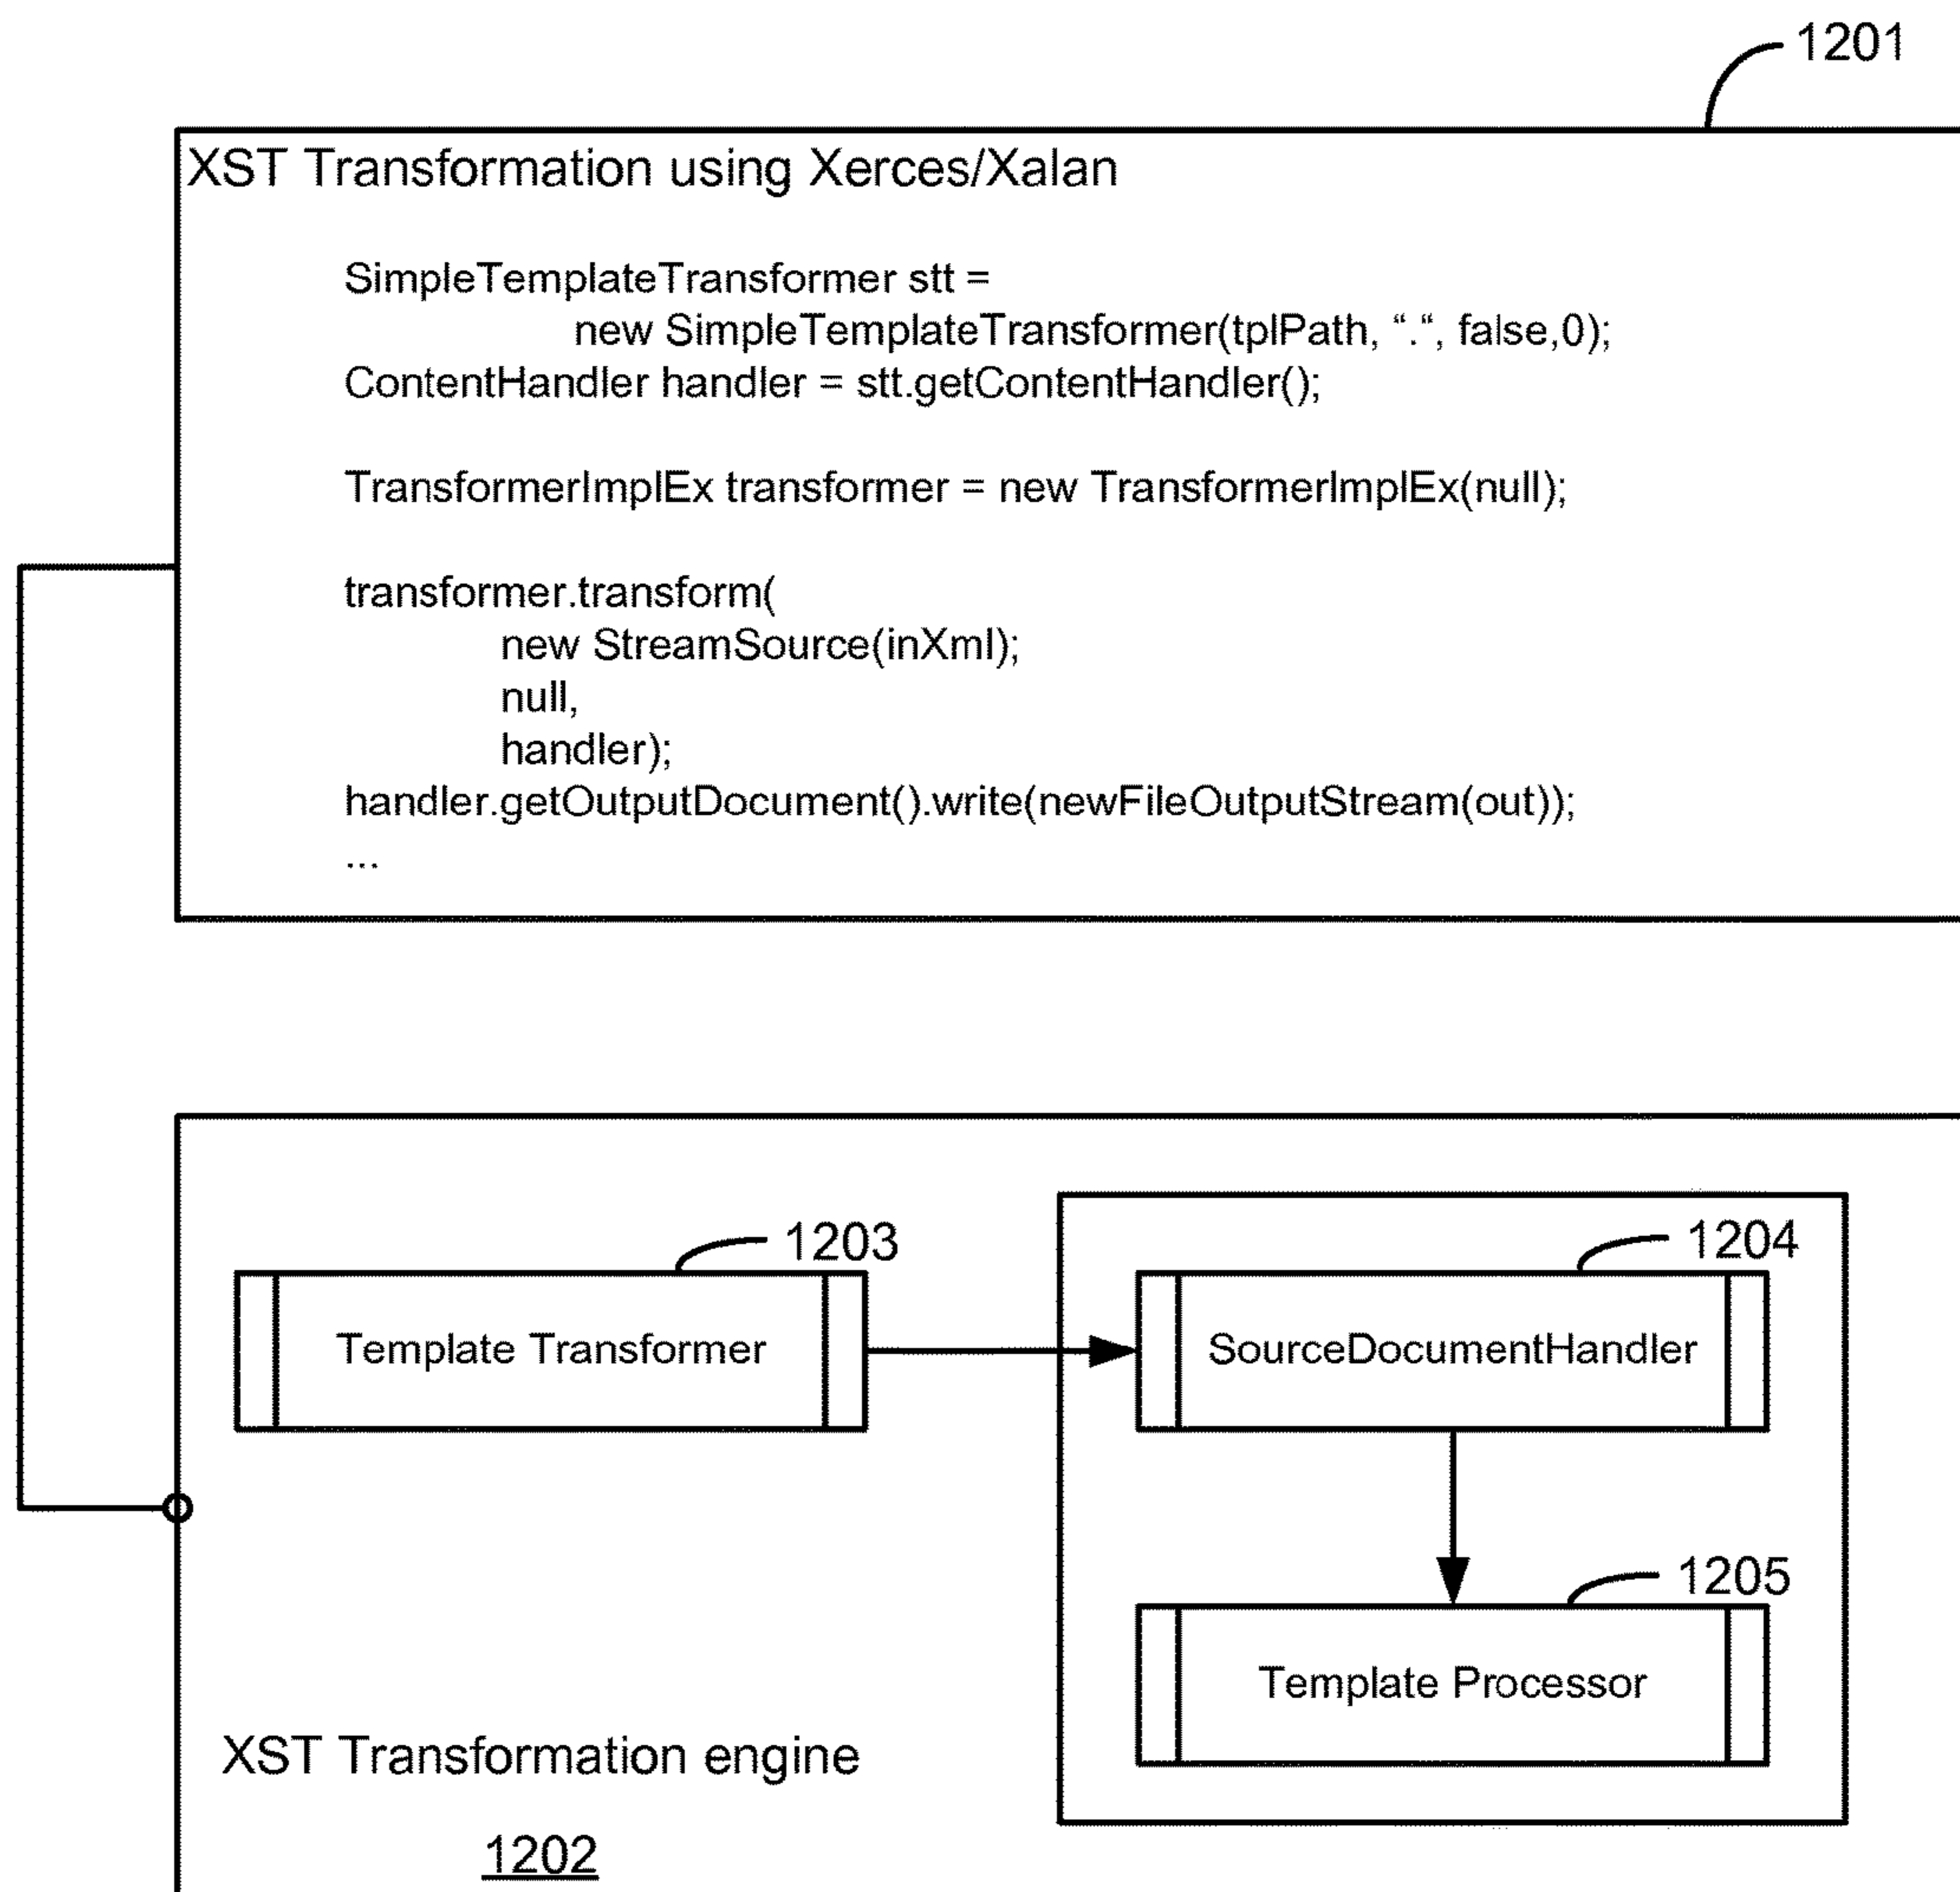 1201
XST Transformation using Xerces/Xalan
SimpleTemplateTransformer stt =
new SimpleTemplateTransformer(tplPath, “.“, false,0);
ContentHandler handler = stt.getContentHandler();
TransformerImplEx transformer = new TransformerImplEx(null);
transformer.transform(
new StreamSource(inXml);
null,
handler);
handler.getOutputDocument().write(newFileOutputStream(out));
...
1203
1204
Template Transformer
SourceDocumentHandler
1205
Template Processor
XST Transformation engine
1202